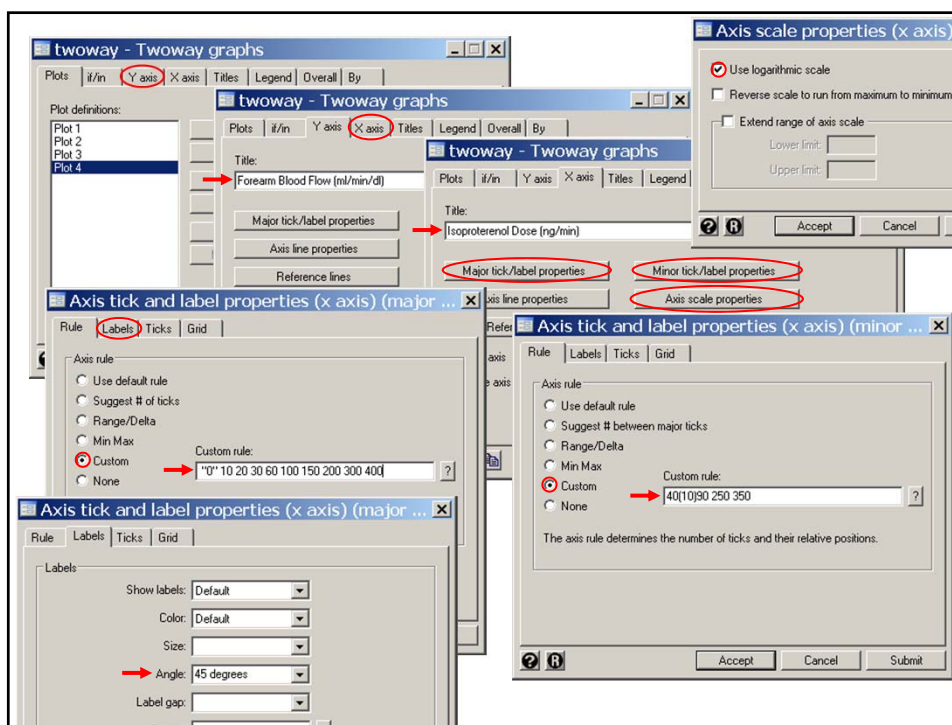 twoway - Twoway graphs
Plots if/in Y axis X axis Titles Legend Overall By
Plot definitions:
Plot 1
Plot 2
Plot 3
Plot 4
twoway - Twoway graphs
Plots if/in Y axis X axis Titles Legend Overall By
Title:
Forearm Blood Flow (ml/min/dl)
Major tick/label properties
Axis line properties
Reference lines
twoway - Twoway graphs
Plots if/in Y axis X axis Titles Legend
Title:
Isoproterenol Dose (ng/min)
Major tick/label properties Minor tick/label properties
xis line properties Axis scale properties
Refer
axis
e axis
Axis scale properties (x axis)
Use logarithmic scale
Reverse scale to run from maximum to minimum
Extend range of axis scale
Lower limit:
Upper limit:
? R Accept Cancel
Axis tick and label properties (x axis) (major ...
Rule Labels Ticks Grid
Axis rule
Use default rule
Suggest # of ticks
Range/Delta
Min Max
Custom
None
Custom rule:
"0" 10 20 30 60 100 150 200 300 400
?
Axis tick and label properties (x axis) (major ...
Rule Labels Ticks Grid
Labels
Show labels: Default
Color: Default
Size:
Angle: 45 degrees
Label gap:
Axis tick and label properties (x axis) (minor ...
Rule Labels Ticks Grid
Axis rule
Use default rule
Suggest # between major ticks
Range/Delta
Min Max
Custom
None
Custom rule:
40(10)90 250 350
?
The axis rule determines the number of ticks and their relative positions.
? R Accept Cancel Submit